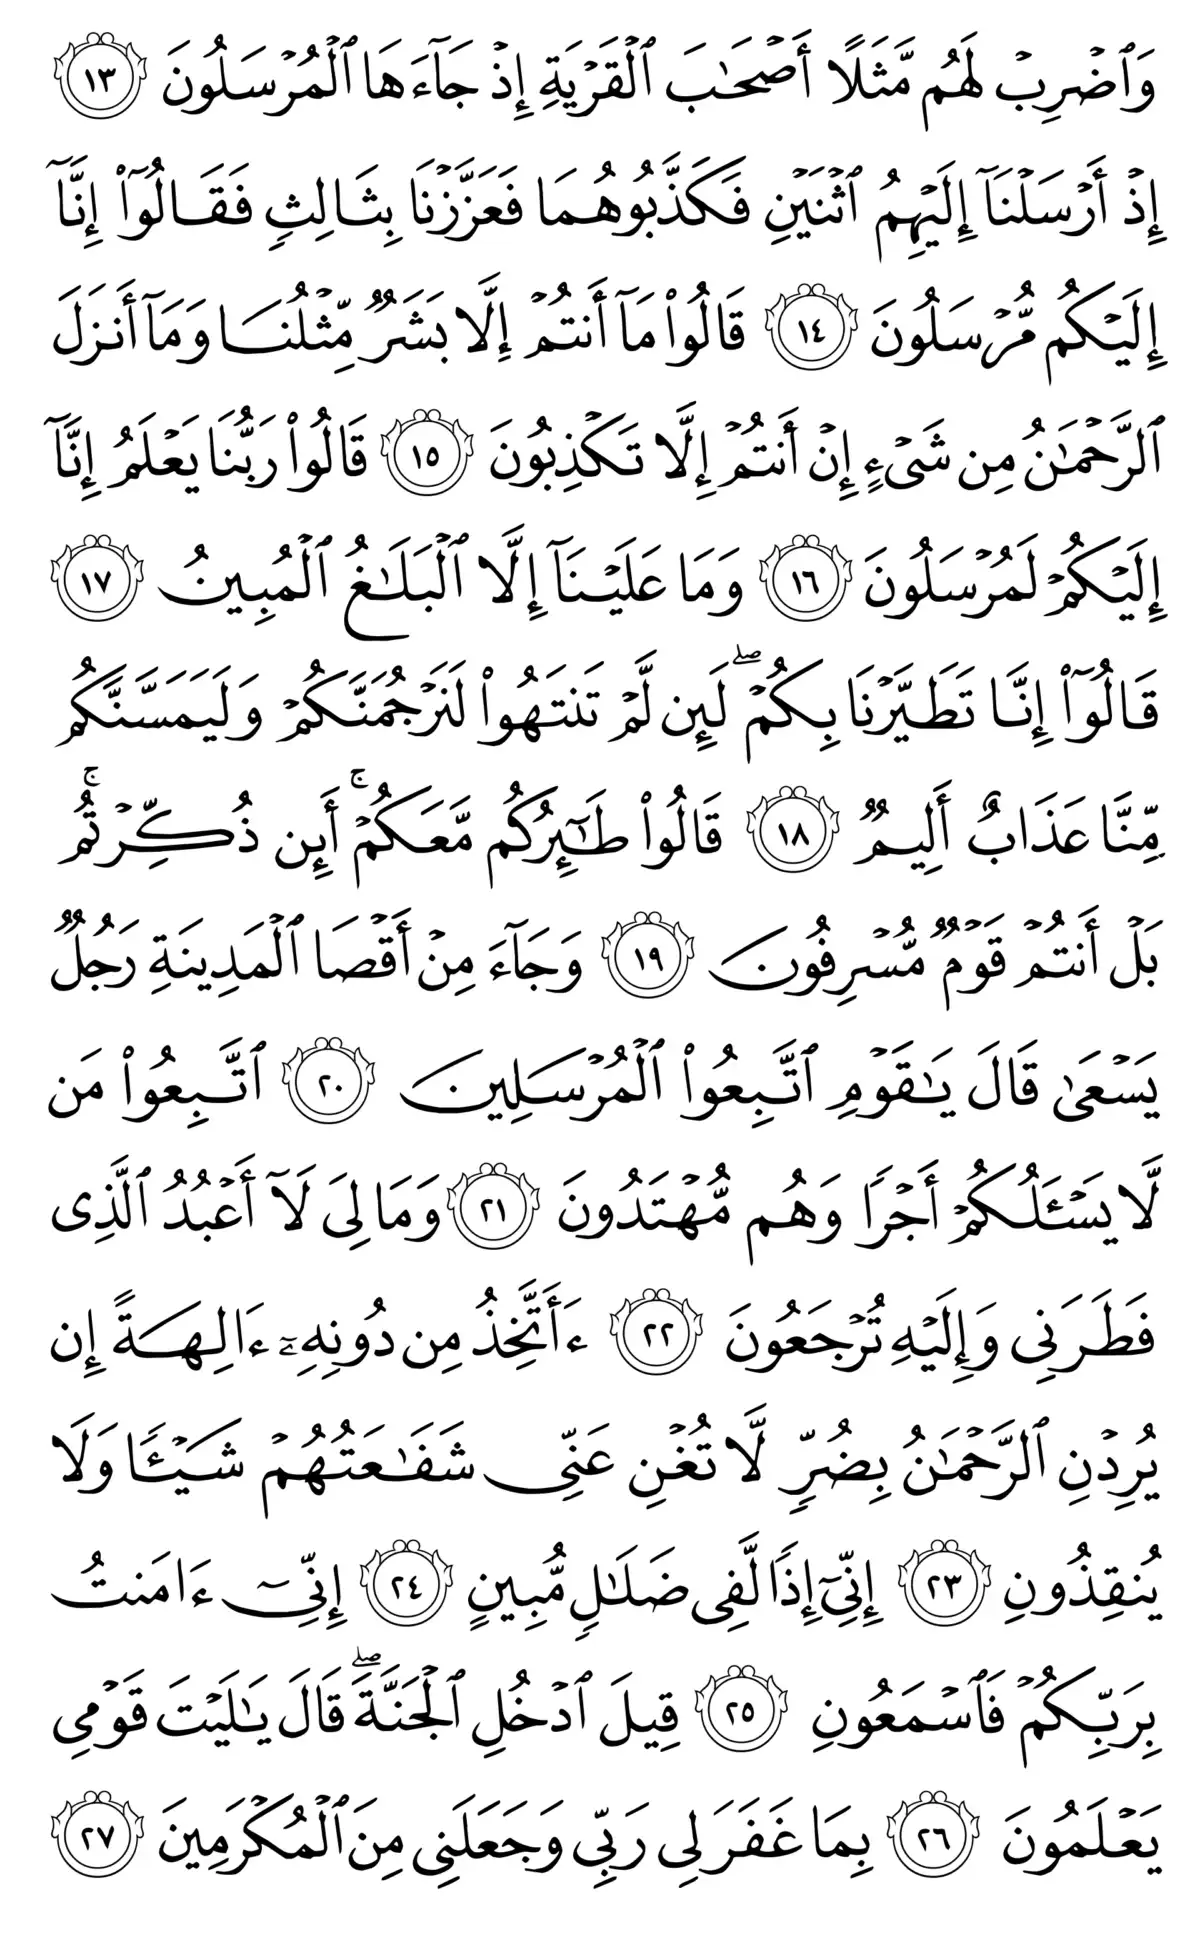 وَٱضۡرِبۡ لَهُم مَّثَلًا أَصۡحَٰبَ ٱلۡقَرۡيَةِ إِذۡ جَآءَهَا ٱلۡمُرۡسَلُونَ ١٣
إِذۡ أَرۡسَلۡنَآ إِلَيۡهِمُ ٱثۡنَيۡنِ فَكَذَّبُوهُمَا فَعَزَّزۡنَا بِثَالِثٖ فَقَالُوٓاْ إِنَّآ
إِلَيۡكُم مُّرۡسَلُونَ ١٤ قَالُواْ مَآ أَنتُمۡ إِلَّا بَشَرٞ مِّثۡلُنَا وَمَآ أَنزَلَ
ٱلرَّحۡمَٰنُ مِن شَيۡءٍ إِنۡ أَنتُمۡ إِلَّا تَكۡذِبُونَ ١٥ قَالُواْ رَبُّنَا يَعۡلَمُ إِنَّآ
إِلَيۡكُمۡ لَمُرۡسَلُونَ ١٦ وَمَا عَلَيۡنَآ إِلَّا ٱلۡبَلَٰغُ ٱلۡمُبِينُ ١٧
قَالُوٓاْ إِنَّا تَطَيَّرۡنَا بِكُمۡۖ لَئِن لَّمۡ تَنتَهُواْ لَنَرۡجُمَنَّكُمۡ وَلَيَمَسَّنَّكُم
مِّنَّا عَذَابٌ أَلِيمٞ ١٨ قَالُواْ طَٰٓئِرُكُم مَّعَكُمۡۚ أَئِن ذُكِّرۡتُمۚ
بَلۡ أَنتُمۡ قَوۡمٞ مُّسۡرِفُونَ ١٩ وَجَآءَ مِنۡ أَقۡصَا ٱلۡمَدِينَةِ رَجُلٞ
يَسۡعَىٰ قَالَ يَٰقَوۡمِ ٱتَّبِعُواْ ٱلۡمُرۡسَلِينَ ٢٠ ٱتَّبِعُواْ مَن
لَّا يَسۡـَٔلُكُمۡ أَجۡرٗا وَهُم مُّهۡتَدُونَ ٢١ وَمَا لِيَ لَآ أَعۡبُدُ ٱلَّذِي
فَطَرَنِي وَإِلَيۡهِ تُرۡجَعُونَ ٢٢ ءَأَتَّخِذُ مِن دُونِهِۦٓ ءَالِهَةً إِن
يُرِدۡنِ ٱلرَّحۡمَٰنُ بِضُرّٖ لَّا تُغۡنِ عَنِّي شَفَٰعَتُهُمۡ شَيۡـٔٗا وَلَا
يُنقِذُونِ ٢٣ إِنِّيٓ إِذٗا لَّفِي ضَلَٰلٖ مُّبِينٍ ٢٤ إِنِّيٓ ءَامَنتُ
بِرَبِّكُمۡ فَٱسۡمَعُونِ ٢٥ قِيلَ ٱدۡخُلِ ٱلۡجَنَّةَۖ قَالَ يَٰلَيۡتَ قَوۡمِي
يَعۡلَمُونَ ٢٦ بِمَا غَفَرَ لِي رَبِّي وَجَعَلَنِي مِنَ ٱلۡمُكۡرَمِينَ ٢٧